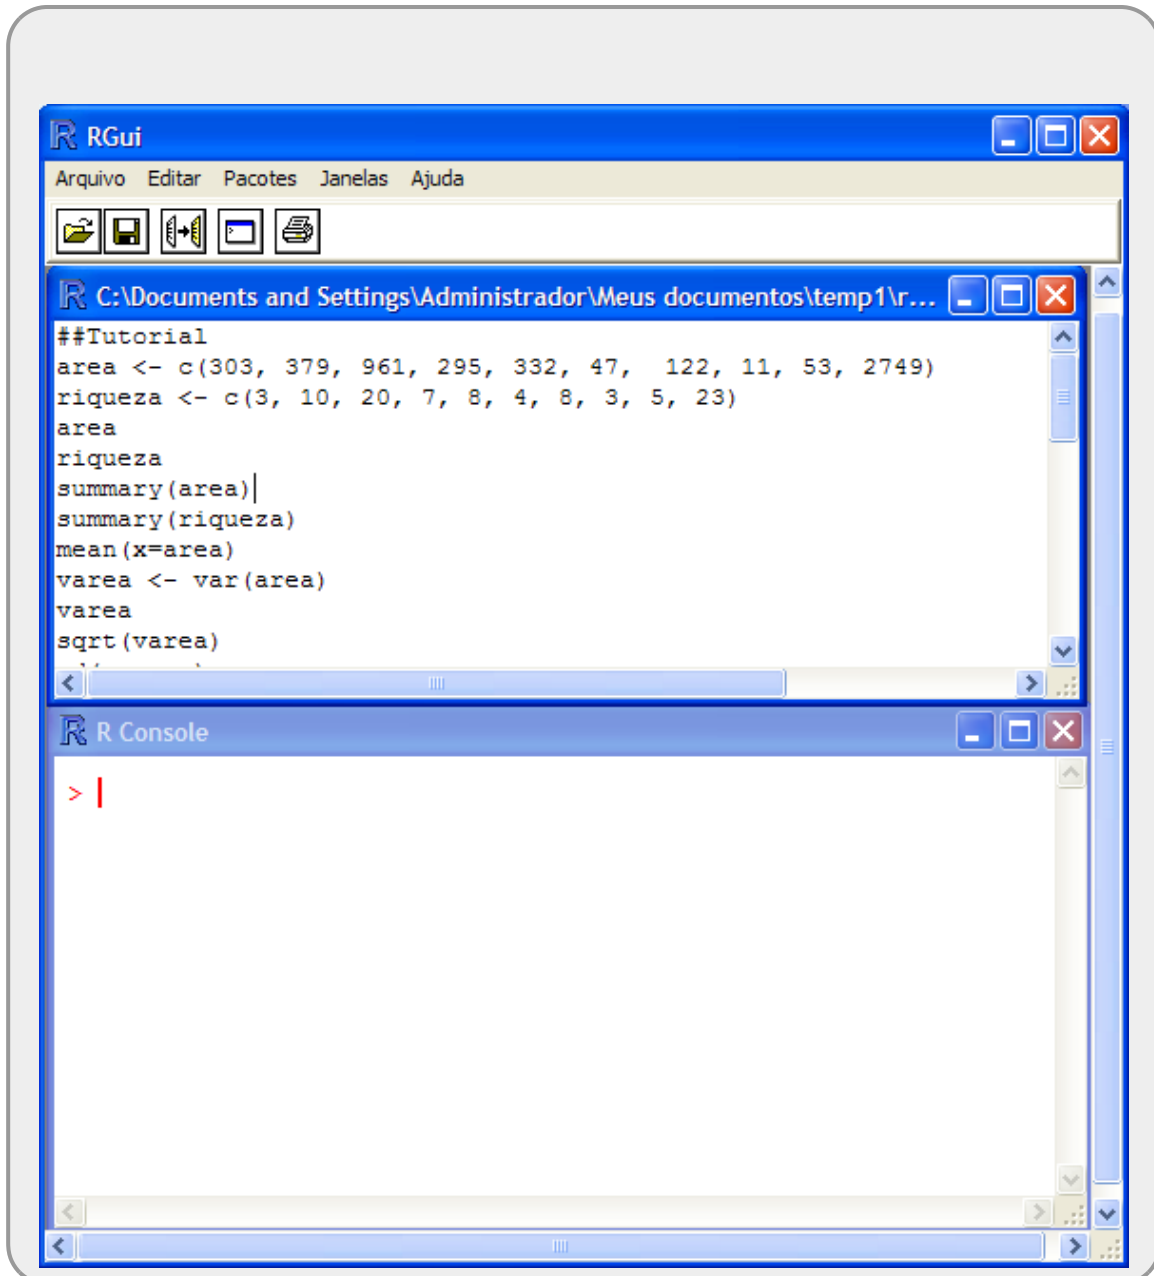 RGui
Arquivo Editar Pacotes Janelas Ajuda
C:\Documents and Settings\Administrador\Meus documentos\temp1\r...
##Tutorial
area <- c(303, 379, 961, 295, 332, 47,  122, 11, 53, 2749)
riqueza <- c(3, 10, 20, 7, 8, 4, 8, 3, 5, 23)
area
riqueza
summary(area)
summary(riqueza)
mean(x=area)
varea <- var(area)
varea
sqrt(varea)
R Console
>